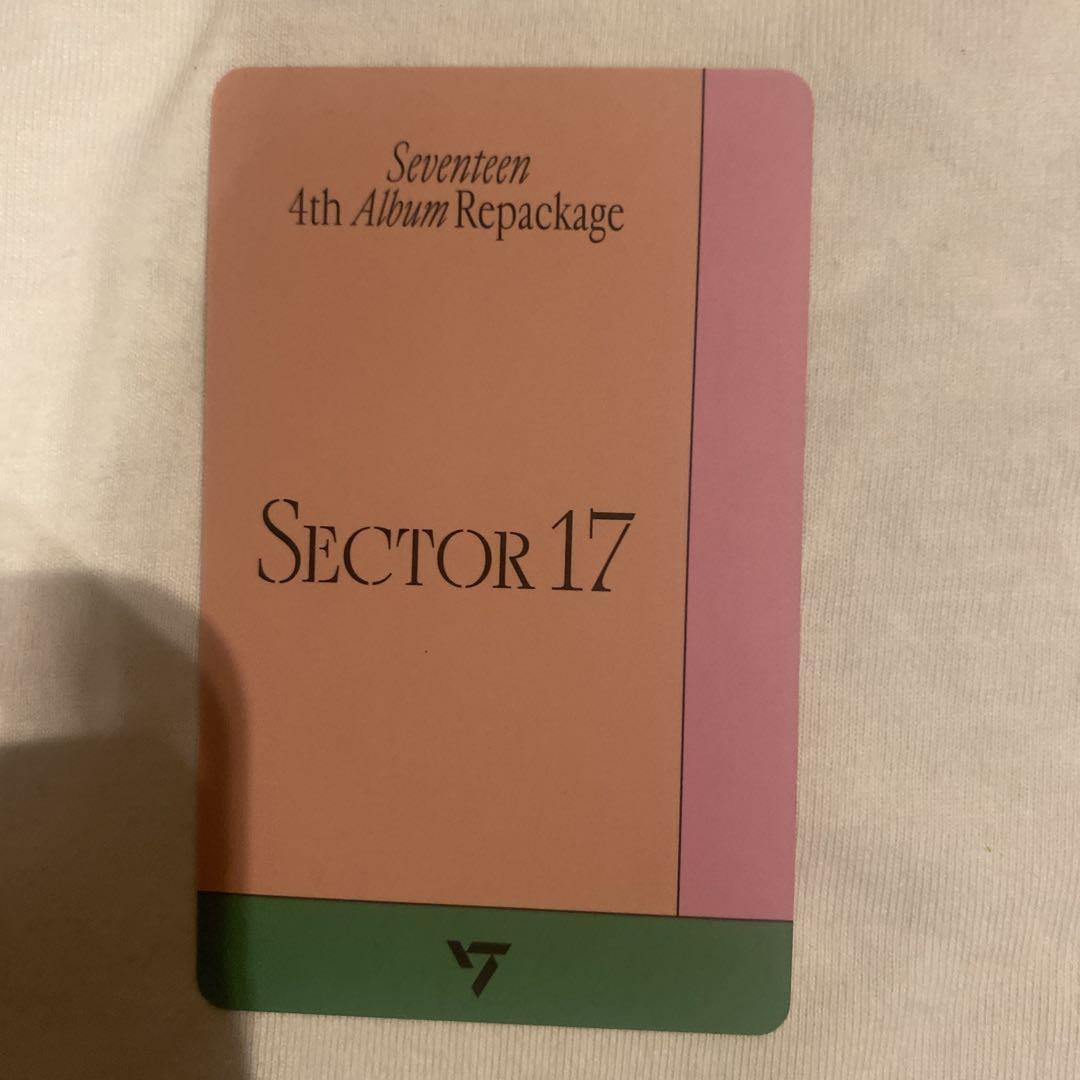 Seventeen
4th Album Repackage
SECTOR 17